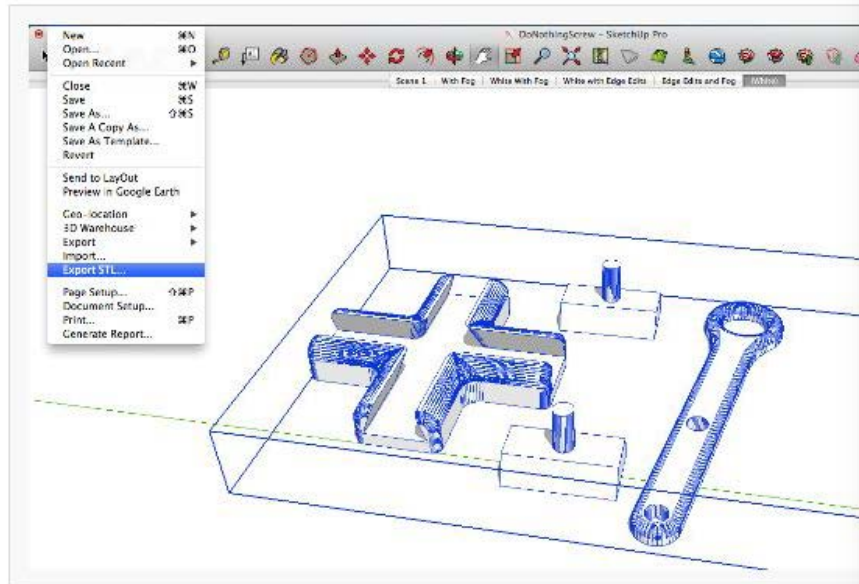 DoNothingScrew - SketchUp Pro
New ⌘N
Open... ⌘O
Open Recent
Close ⌘W
Save ⌘S
Save As... ⇧⌘S
Save A Copy As...
Save As Template...
Revert
Send to LayOut
Preview in Google Earth
Geo-location
3D Warehouse
Export
Import...
Export STL...
Page Setup... ⇧⌘P
Document Setup...
Print... ⌘P
Generate Report...
Scene 1 With Fog White With Fog White with Edge Edits Edge Edits and Fog (White)